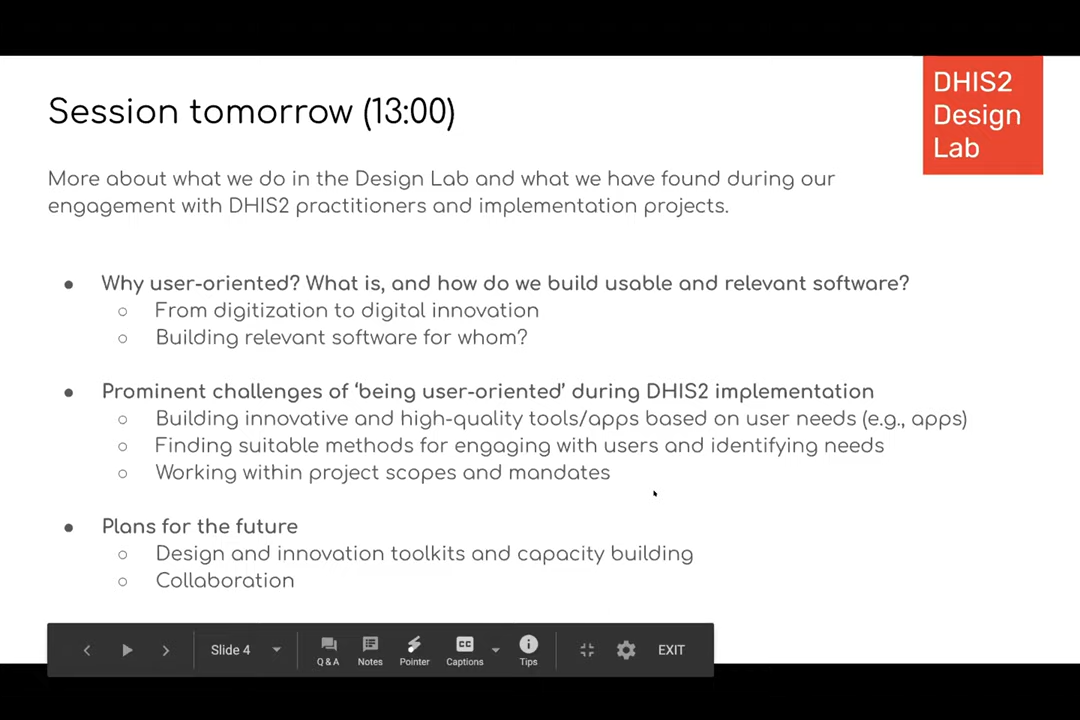 Session tomorrow (13:00)
DHIS2
Design
Lab
More about what we do in the Design Lab and what we have found during our
engagement with DHIS2 practitioners and implementation projects.
● Why user-oriented? What is, and how do we build usable and relevant software?
○ From digitization to digital innovation
○ Building relevant software for whom?
● Prominent challenges of ‘being user-oriented’ during DHIS2 implementation
○ Building innovative and high-quality tools/apps based on user needs (e.g., apps)
○ Finding suitable methods for engaging with users and identifying needs
○ Working within project scopes and mandates
● Plans for the future
○ Design and innovation toolkits and capacity building
○ Collaboration
Slide 4
Q & A Notes Pointer CC Captions Tips EXIT